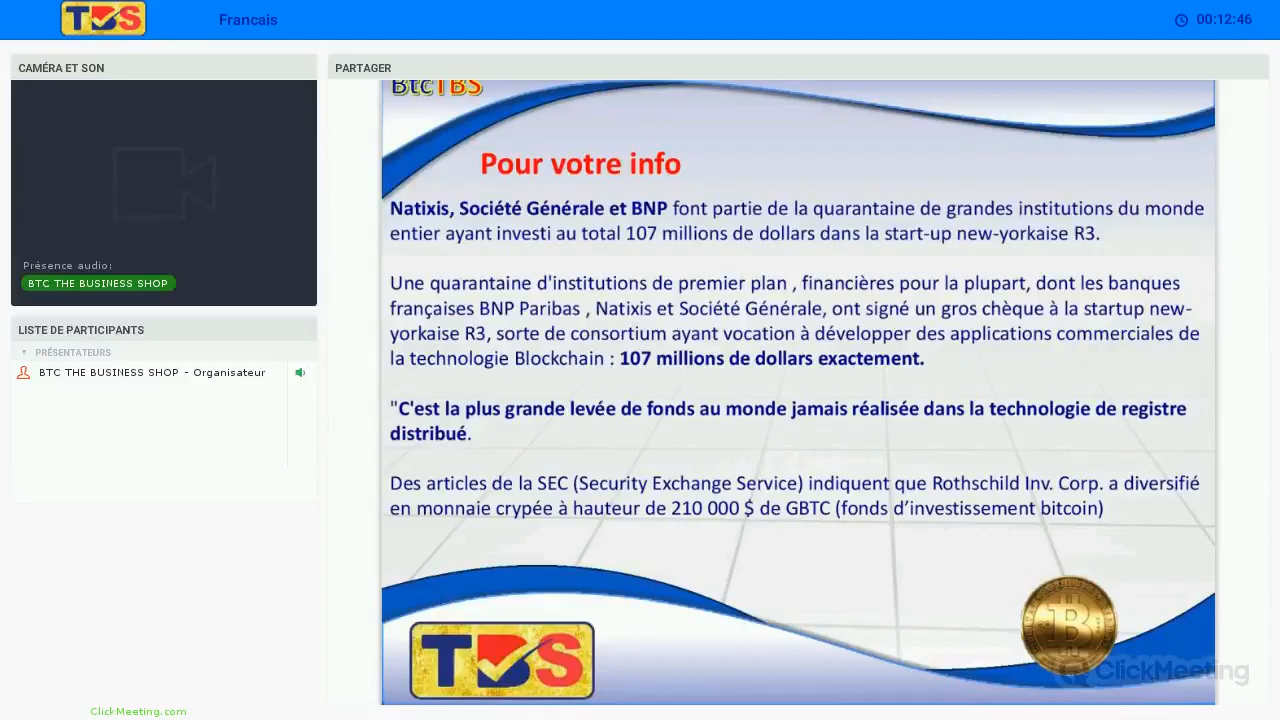 TBS
Francais
00:12:46
CAMÉRA ET SON
PARTAGER
Présence audio:
BTC THE BUSINESS SHOP
LISTE DE PARTICIPANTS
PRÉSENTATEURS
BTC THE BUSINESS SHOP - Organisateur
BtcTBS
Pour votre info
Natixis, Société Générale et BNP font partie de la quarantaine de grandes institutions du monde
entier ayant investi au total 107 millions de dollars dans la start-up new-yorkaise R3.
Une quarantaine d'institutions de premier plan , financières pour la plupart, dont les banques
françaises BNP Paribas , Natixis et Société Générale, ont signé un gros chèque à la startup new-
yorkaise R3, sorte de consortium ayant vocation à développer des applications commerciales de
la technologie Blockchain : 107 millions de dollars exactement.
"C'est la plus grande levée de fonds au monde jamais réalisée dans la technologie de registre
distribué.
Des articles de la SEC (Security Exchange Service) indiquent que Rothschild Inv. Corp. a diversifié
en monnaie crypée à hauteur de 210 000 $ de GBTC (fonds d’investissement bitcoin)
TBS
ClickMeeting
ClickMeeting.com